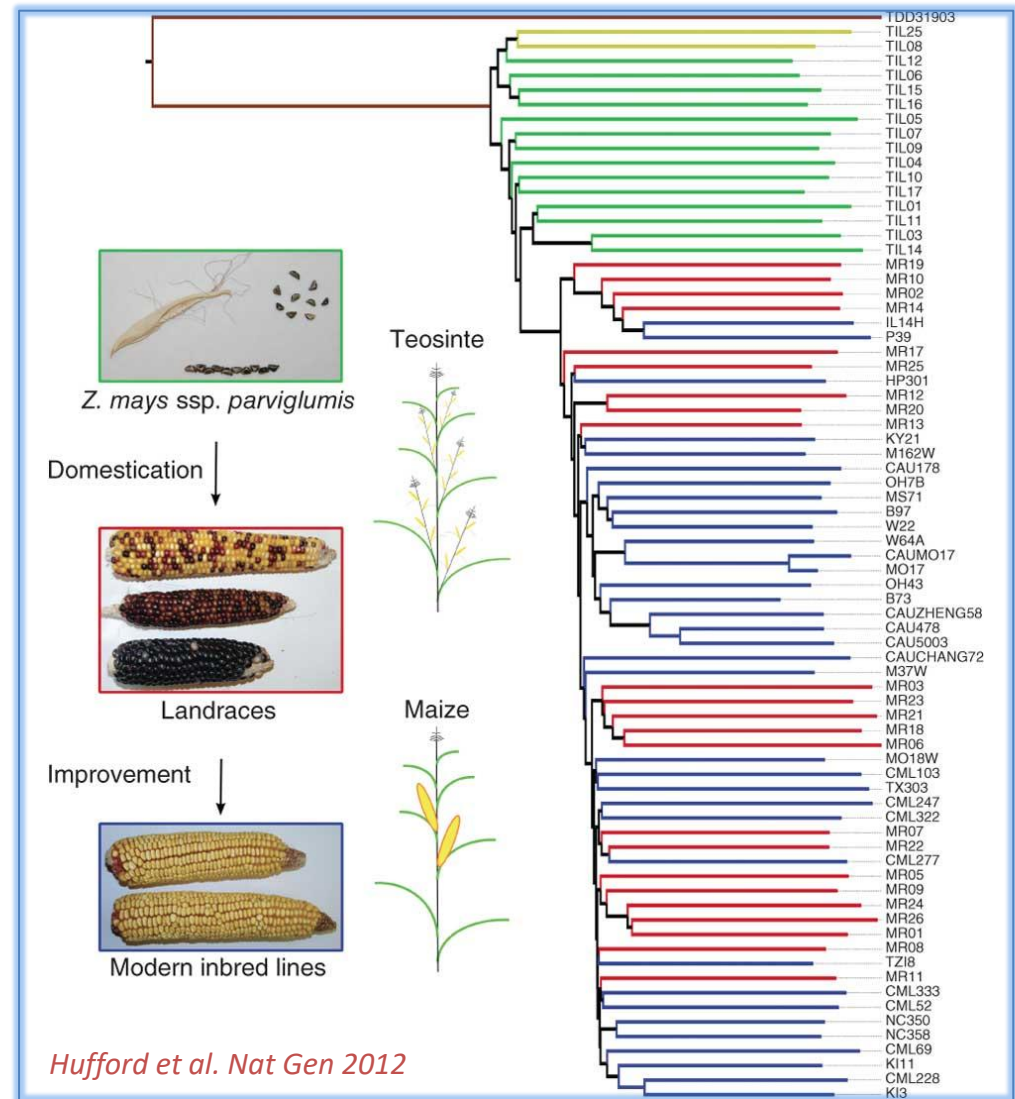 TDD31903
TIL25
TIL08
TIL12
TIL06
TIL15
TIL16
TIL05
TIL07
TIL09
TIL04
TIL10
TIL17
TIL01
TIL11
TIL03
TIL14
MR19
MR10
MR02
MR14
IL14H
P39
MR17
MR25
HP301
MR12
MR20
MR13
KY21
M162W
CAU178
OH7B
MS71
B97
W22
W64A
CAUMO17
MO17
OH43
B73
CAUZHENG58
CAU478
CAU5003
CAUCHANG72
M37W
MR03
MR23
MR21
MR18
MR06
MO18W
CML103
TX303
CML247
CML322
MR07
MR22
CML277
MR05
MR09
MR24
MR26
MR01
MR08
TZI8
MR11
CML333
CML52
NC350
NC358
CML69
KI11
CML228
KI3
Z. mays ssp. parviglumis
Domestication
Landraces
Improvement
Modern inbred lines
Teosinte
Maize
Hufford et al. Nat Gen 2012